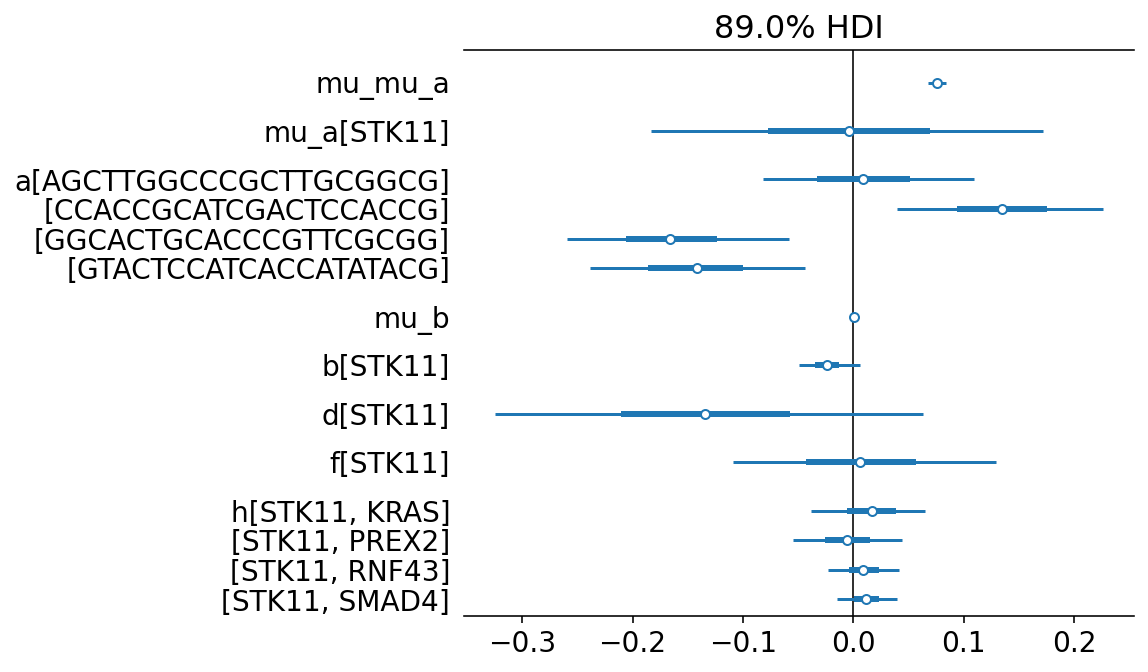 89.0% HDI
mu_mu_a
mu_a[STK11]
a[AGCTTGGCCCGCTTGCGGCG]
[CCACCGCATCGACTCCACCG]
[GGCACTGCACCCGTTCGCGG]
[GTACTCCATCACCATATACG]
mu_b
b[STK11]
d[STK11]
f[STK11]
h[STK11, KRAS]
[STK11, PREX2]
[STK11, RNF43]
[STK11, SMAD4]
−0.3 −0.2 −0.1 0.0 0.1 0.2